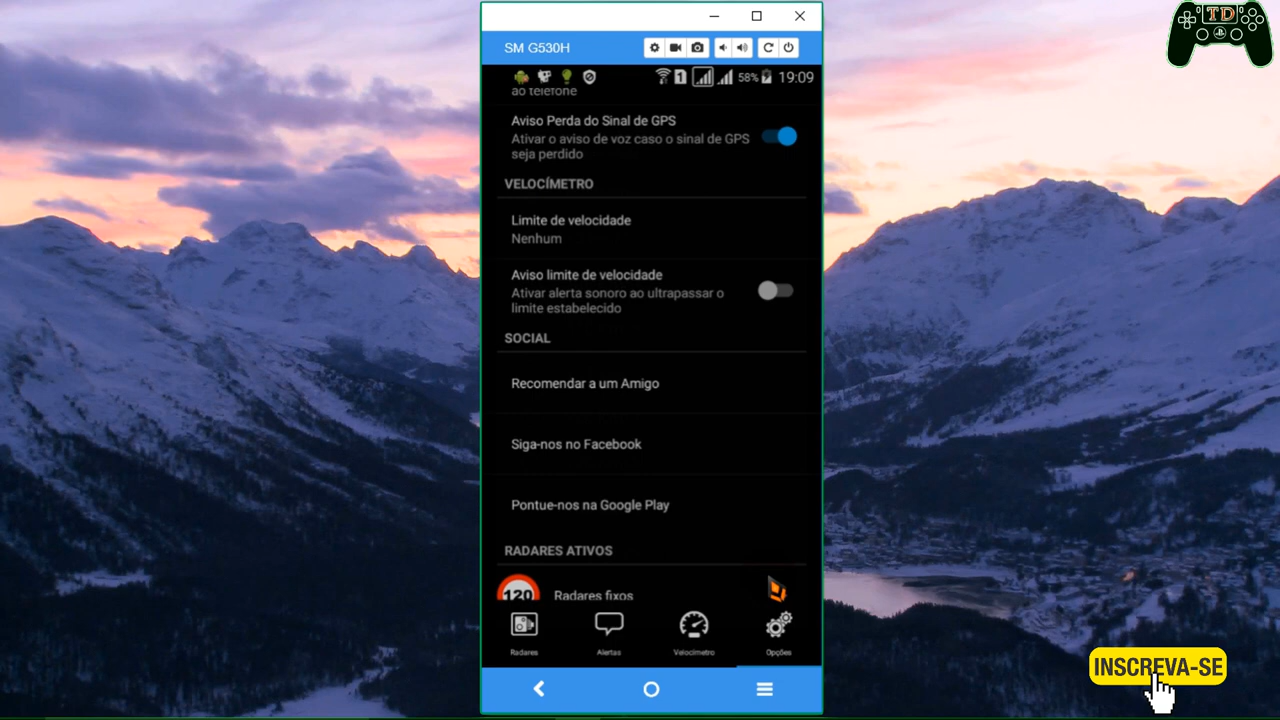 TD
SM G530H
1
58%
19:09
ao telefone
Aviso Perda do Sinal de GPS
Ativar o aviso de voz caso o sinal de GPS
seja perdido
VELOCÍMETRO
Limite de velocidade
Nenhum
Aviso limite de velocidade
Ativar alerta sonoro ao ultrapassar o
limite estabelecido
SOCIAL
Recomendar a um Amigo
Siga-nos no Facebook
Pontue-nos na Google Play
RADARES ATIVOS
120
Radares fixos
Radares
Alertas
Velocímetro
Opções
INSCREVA-SE